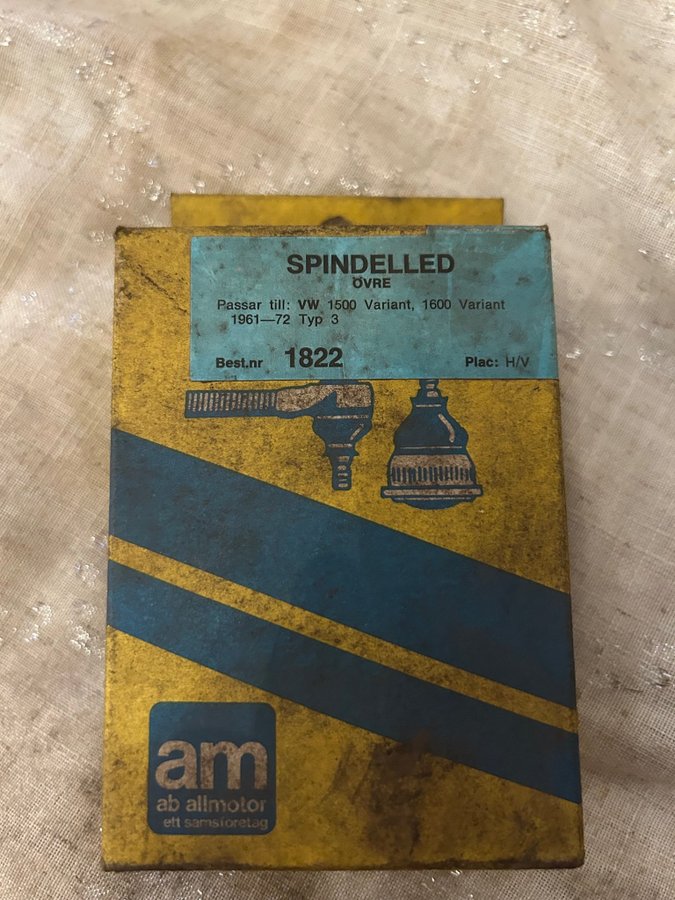 SPINDELLED
ÖVRE
Passar till: VW 1500 Variant, 1600 Variant
1961—72 Typ 3
Best.nr 1822 Plac: H/V
am
ab allmotor
ett samsföretag